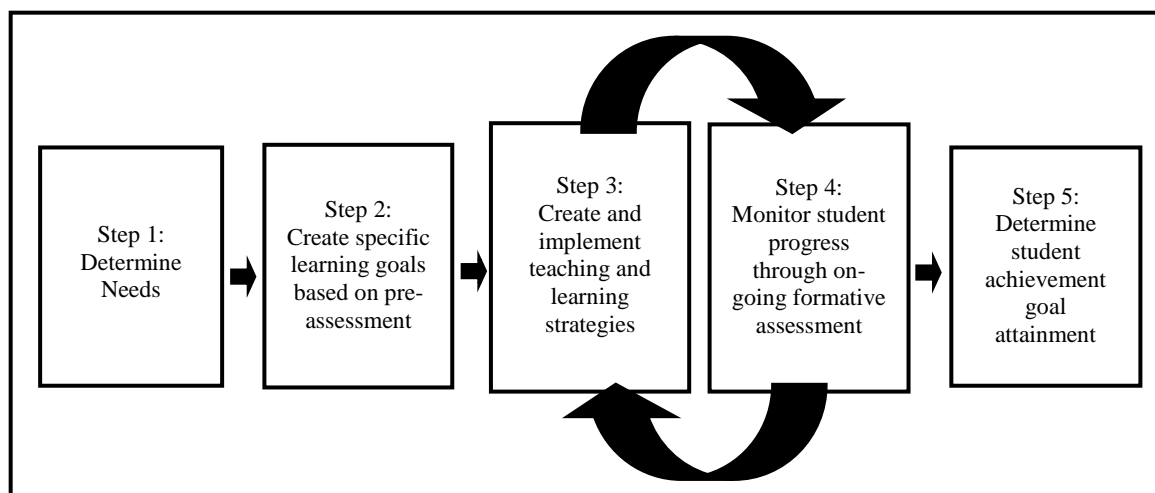 Step 1:
Determine
Needs
Step 2:
Create specific
learning goals
based on pre-
assessment
Step 3:
Create and
implement
teaching and
learning
strategies
Step 4:
Monitor student
progress
through on-
going formative
assessment
Step 5:
Determine
student
achievement
goal
attainment